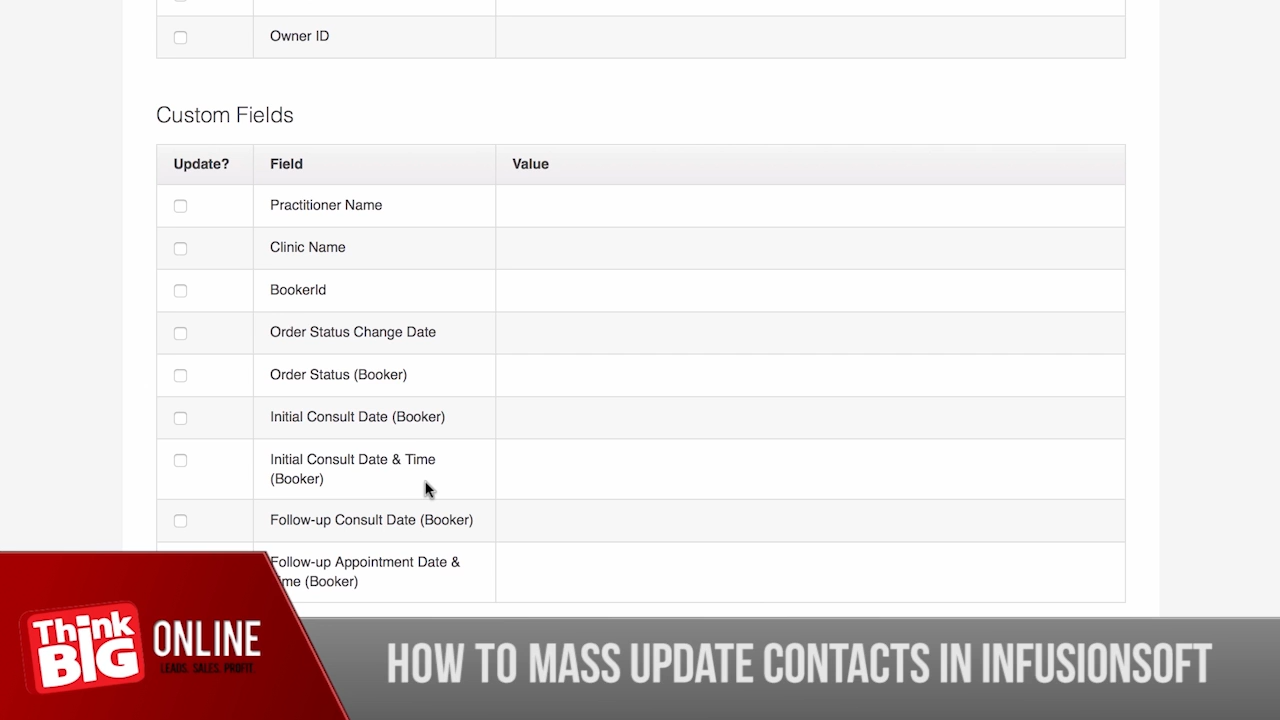 Owner ID
Custom Fields
Update? Field Value
Practitioner Name
Clinic Name
BookerId
Order Status Change Date
Order Status (Booker)
Initial Consult Date (Booker)
Initial Consult Date & Time
(Booker)
Follow-up Consult Date (Booker)
Follow-up Appointment Date &
me (Booker)
Think
BIG
ONLINE
LEADS. SALES. PROFIT.
HOW TO MASS UPDATE CONTACTS IN INFUSIONSOFT